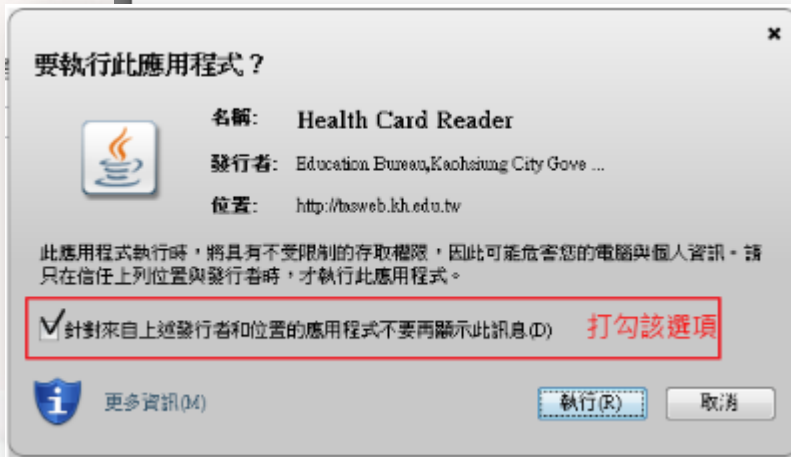 要執行此應用程式？
名稱: Health Card Reader
發行者: Education Bureau,Kaohsiung City Gove ...
位置: http://tasweb.kh.edu.tw
此應用程式執行時，將具有不受限制的存取權限，因此可能危害您的電腦與個人資訊。請
只在信任上列位置與發行者時，才執行此應用程式。
針對來自上述發行者和位置的應用程式不要再顯示此訊息(D) 打勾該選項
更多資訊(M) 執行(R) 取消